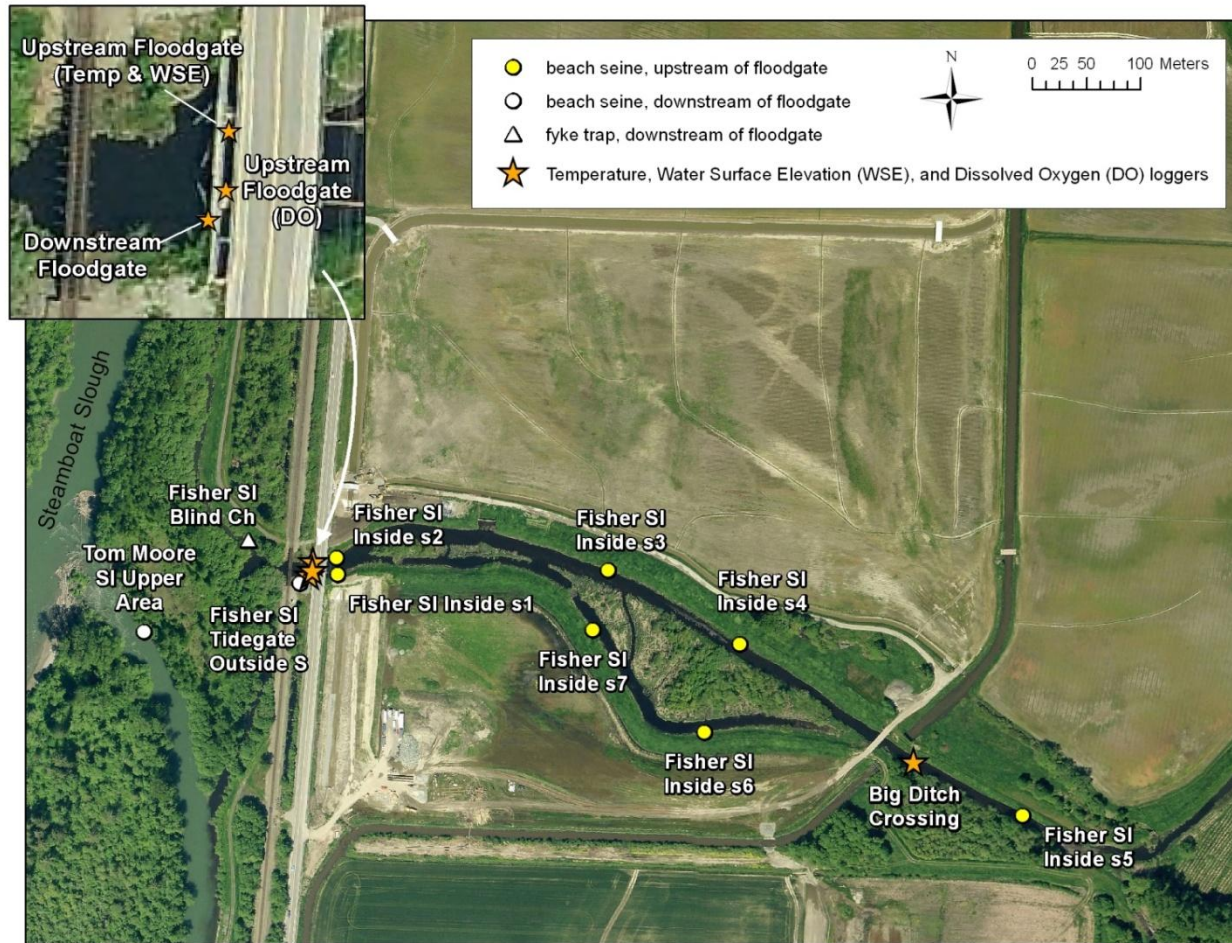 Upstream Floodgate
(Temp & WSE)
Upstream
Floodgate
(DO)
Downstream
Floodgate
beach seine, upstream of floodgate
beach seine, downstream of floodgate
fyke trap, downstream of floodgate
Temperature, Water Surface Elevation (WSE), and Dissolved Oxygen (DO) loggers
N
0 25 50 100 Meters
Steamboat Slough
Fisher Sl
Blind Ch
Tom Moore
Sl Upper
Area
Fisher Sl
Tidegate
Outside S
Fisher Sl
Inside s2
Fisher Sl Inside s1
Fisher Sl
Inside s3
Fisher Sl
Inside s4
Fisher Sl
Inside s7
Fisher Sl
Inside s6
Big Ditch
Crossing
Fisher Sl
Inside s5